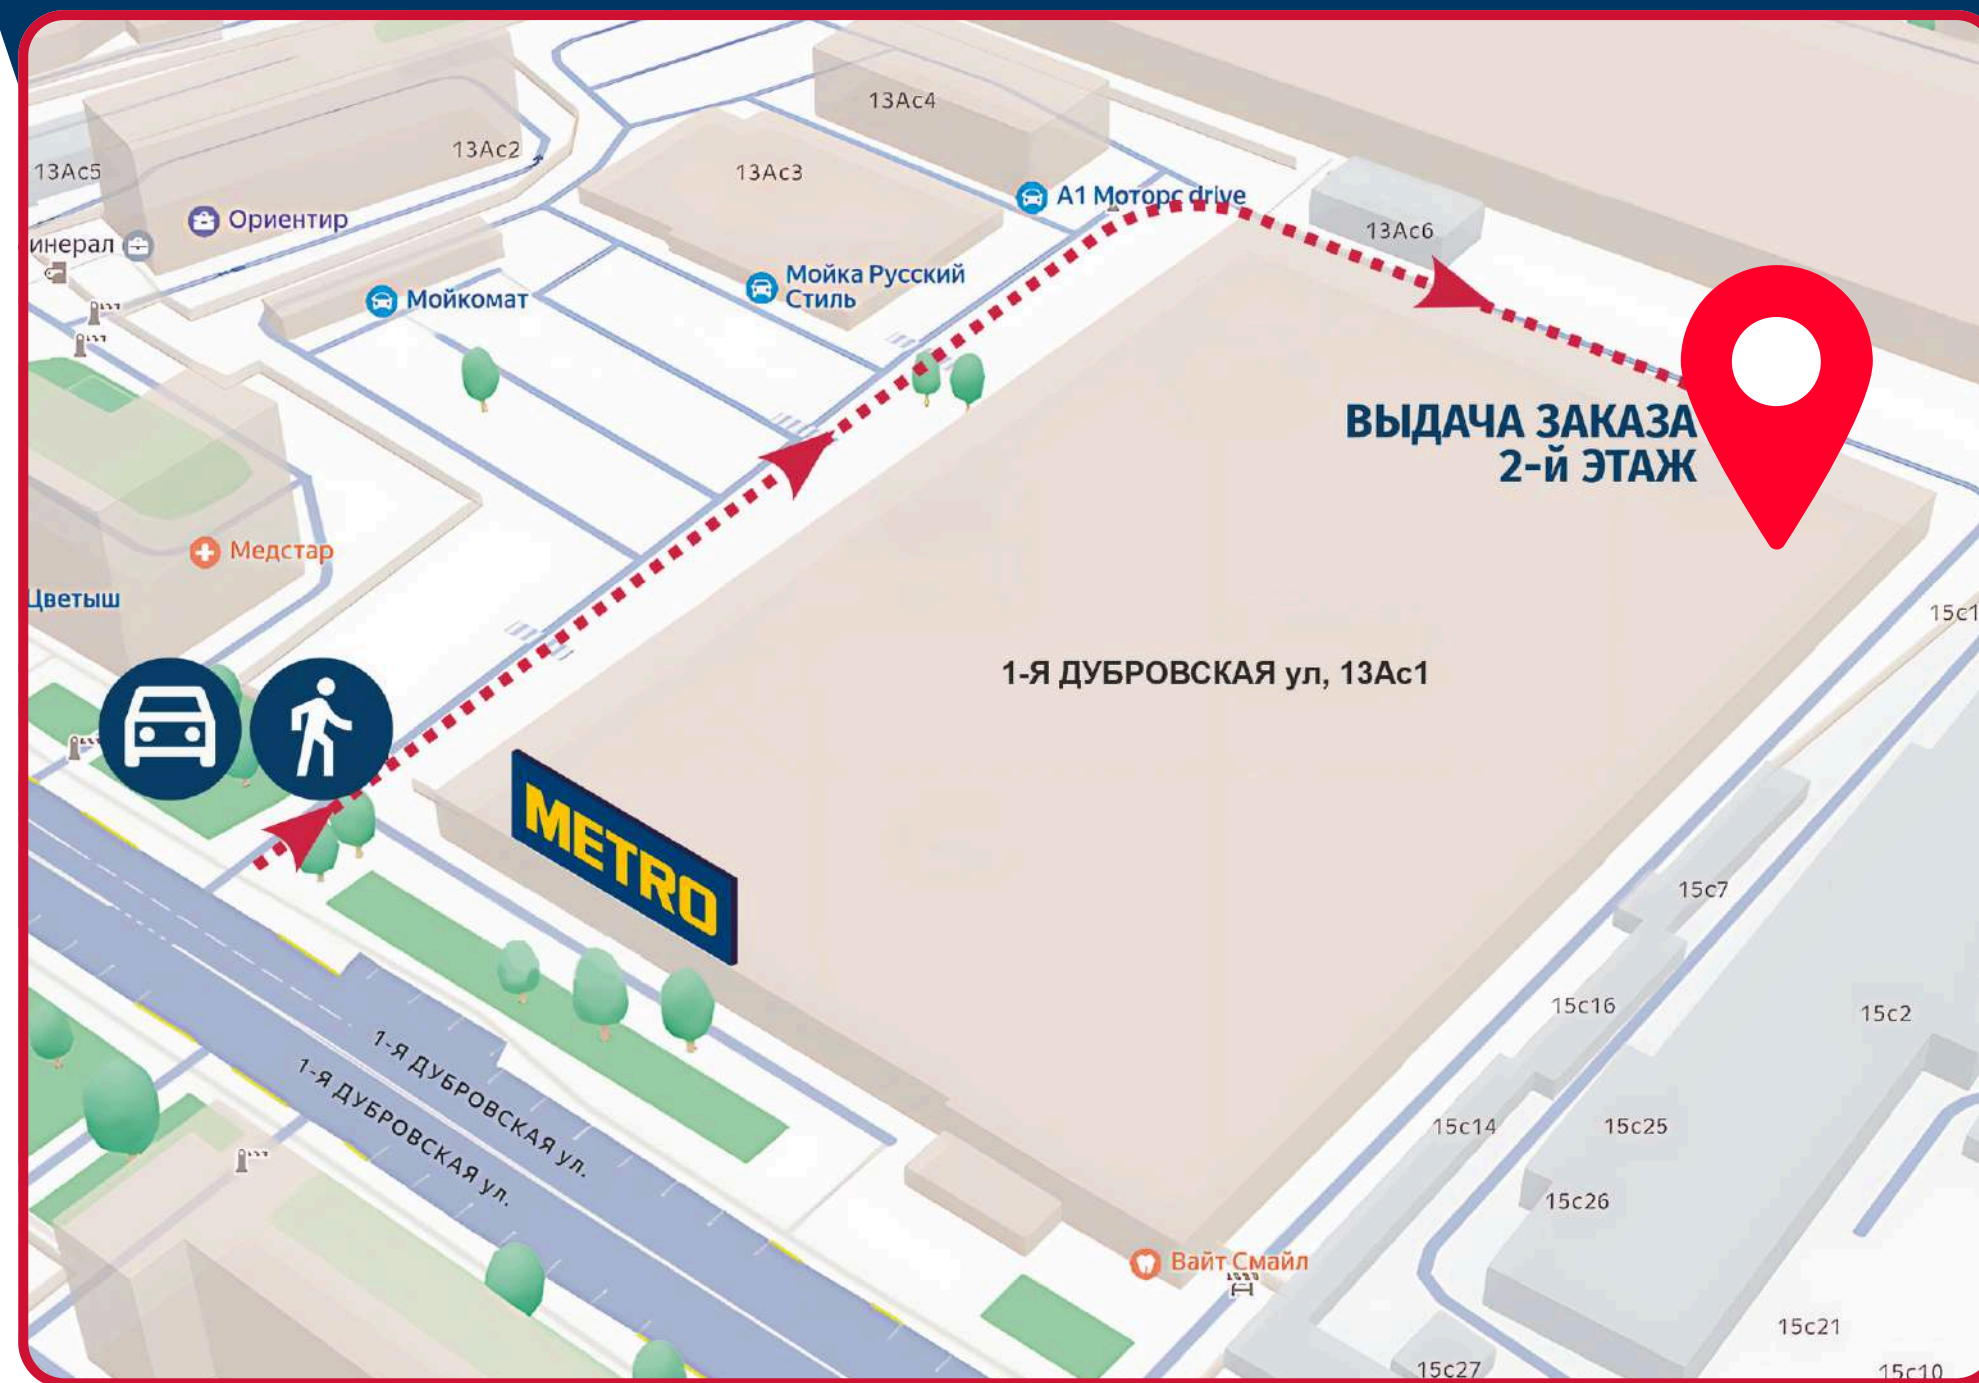 13Ас4
13Ас2
13Ас5
13Ас3
А1 Моторс drive
Ориентир
13Ас6
инерал
Мойка Русский
Стиль
Мойкомат
ВЫДАЧА ЗАКАЗА
2-й ЭТАЖ
Медстар
Цветыш
15с1
1-Я ДУБРОВСКАЯ ул, 13Ас1
METRO
15с7
15с16
15с2
1-Я ДУБРОВСКАЯ ул.
1-Я ДУБРОВСКАЯ ул.
15с14
15с25
15с26
Вайт Смайл
15с21
15с27
15с10